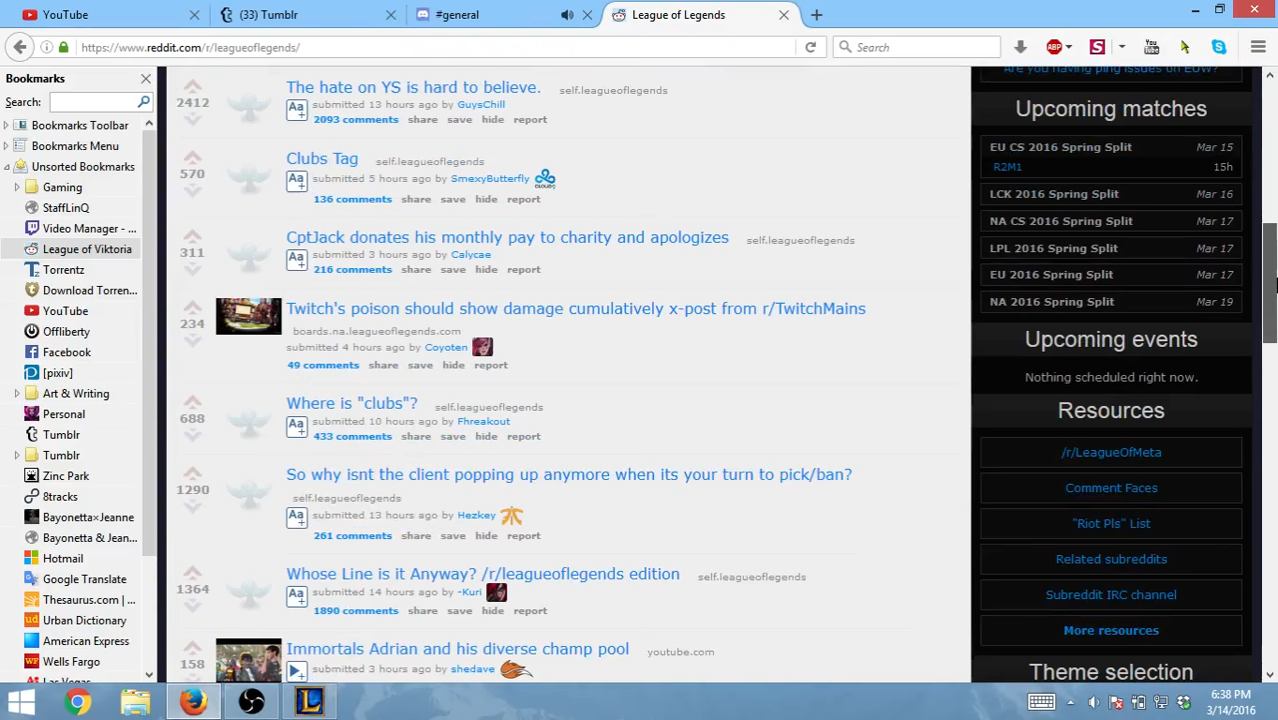 YouTube
(33) Tumblr
#general
League of Legends
https://www.reddit.com/r/leagueoflegends/
Search
ABP
S
You
Tube
Bookmarks
Search:
Bookmarks Toolbar
Bookmarks Menu
Unsorted Bookmarks
Gaming
StaffLinQ
Video Manager - ...
League of Viktoria
Torrentz
Download Torren...
YouTube
Offliberty
Facebook
[pixiv]
Art & Writing
Personal
Tumblr
Tumblr
Zinc Park
8tracks
Bayonetta×Jeanne
Bayonetta & Jean...
Hotmail
Google Translate
Thesaurus.com | ...
Urban Dictionary
American Express
Wells Fargo
Las Vegas
2412
The hate on YS is hard to believe. self.leagueoflegends
submitted 13 hours ago by GuysChill
2093 comments share save hide report
570
Clubs Tag self.leagueoflegends
submitted 5 hours ago by SmexyButterfly
136 comments share save hide report
311
CptJack donates his monthly pay to charity and apologizes self.leagueoflegends
submitted 3 hours ago by Calycae
216 comments share save hide report
234
Twitch's poison should show damage cumulatively x-post from r/TwitchMains
boards.na.leagueoflegends.com
submitted 4 hours ago by Coyoten
49 comments share save hide report
688
Where is "clubs"? self.leagueoflegends
submitted 10 hours ago by Fhreakout
433 comments share save hide report
1290
So why isnt the client popping up anymore when its your turn to pick/ban?
self.leagueoflegends
submitted 13 hours ago by Hezkey
261 comments share save hide report
1364
Whose Line is it Anyway? /r/leagueoflegends edition self.leagueoflegends
submitted 14 hours ago by -Kuri
1890 comments share save hide report
158
Immortals Adrian and his diverse champ pool youtube.com
submitted 3 hours ago by shedave
Are you having ping issues on EUW?
Upcoming matches
EU CS 2016 Spring Split Mar 15
R2M1 15h
LCK 2016 Spring Split Mar 16
NA CS 2016 Spring Split Mar 17
LPL 2016 Spring Split Mar 17
EU 2016 Spring Split Mar 17
NA 2016 Spring Split Mar 19
Upcoming events
Nothing scheduled right now.
Resources
/r/LeagueOfMeta
Comment Faces
"Riot Pls" List
Related subreddits
Subreddit IRC channel
More resources
Theme selection
6:38 PM
3/14/2016